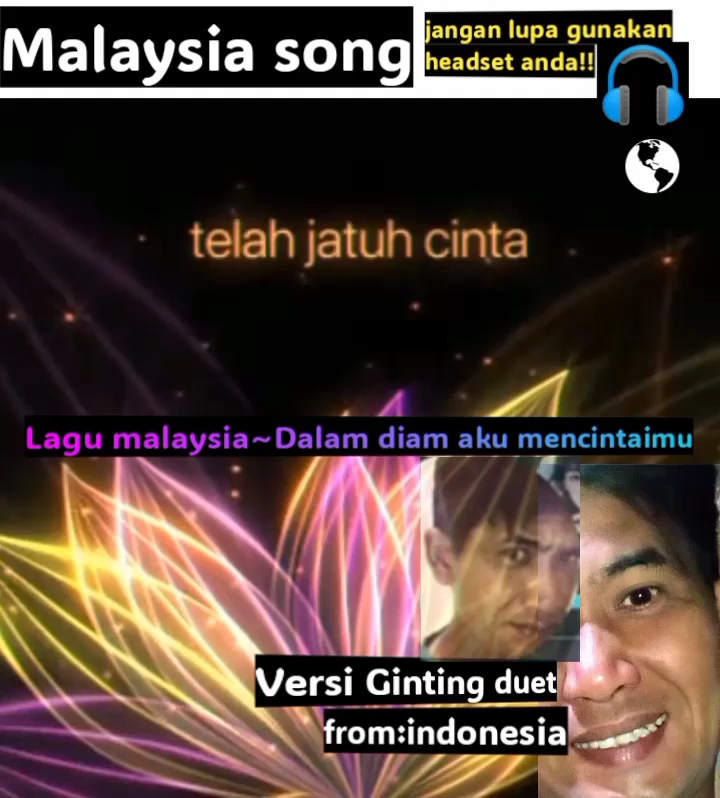 Malaysia song
jangan lupa gunakan
headset anda!!
telah jatuh cinta
Lagu malaysia~Dalam diam aku mencintaimu
Versi Ginting duet
from:indonesia